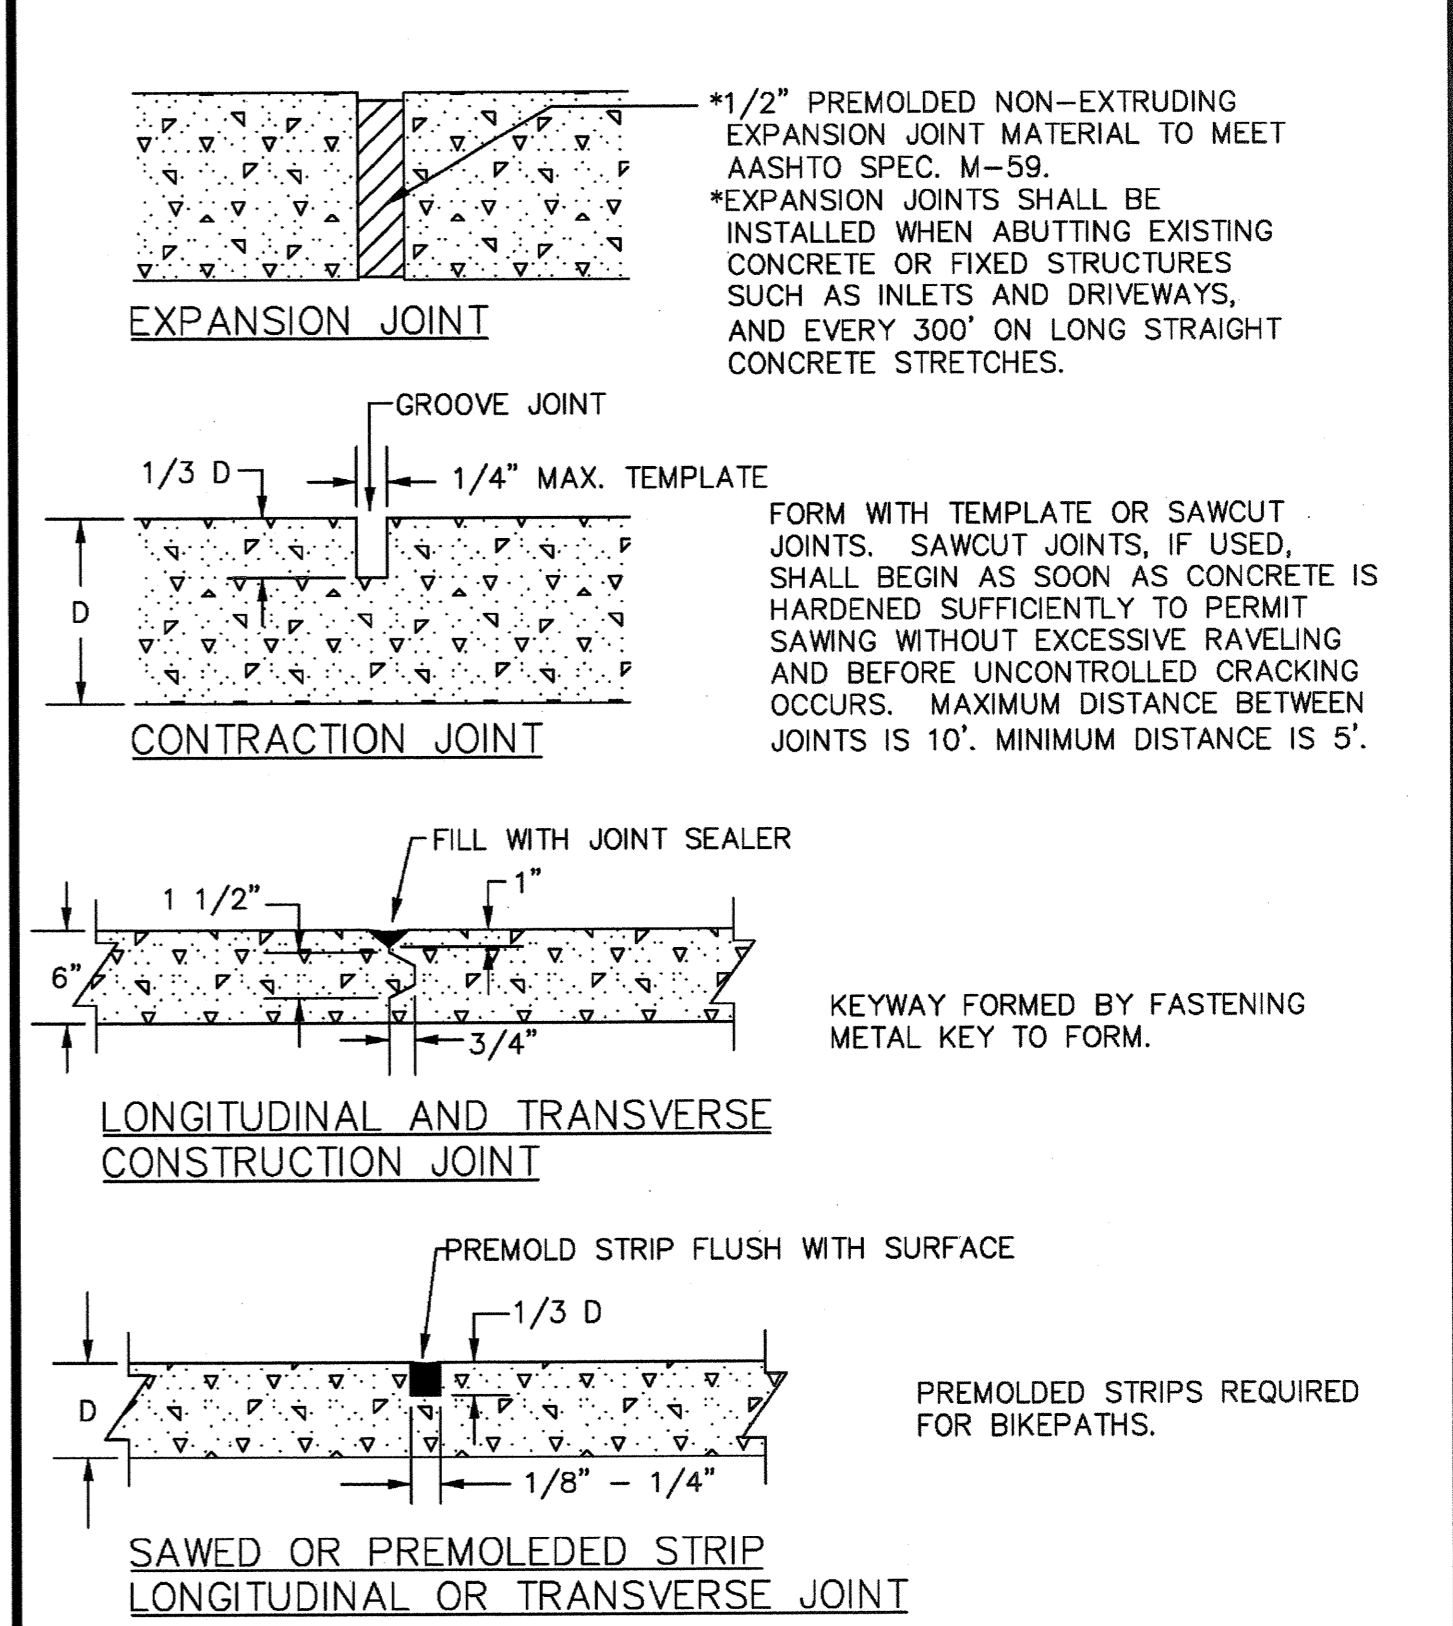 *1/2" PREMOLDED NON-EXTRUDING
EXPANSION JOINT MATERIAL TO MEET
AASHTO SPEC. M-59.
*EXPANSION JOINTS SHALL BE
INSTALLED WHEN ABUTTING EXISTING
CONCRETE OR FIXED STRUCTURES
SUCH AS INLETS AND DRIVEWAYS,
AND EVERY 300' ON LONG STRAIGHT
CONCRETE STRETCHES.
EXPANSION JOINT
GROOVE JOINT
1/3 D
1/4" MAX. TEMPLATE
D
FORM WITH TEMPLATE OR SAWCUT
JOINTS. SAWCUT JOINTS, IF USED,
SHALL BEGIN AS SOON AS CONCRETE IS
HARDENED SUFFICIENTLY TO PERMIT
SAWING WITHOUT EXCESSIVE RAVELING
AND BEFORE UNCONTROLLED CRACKING
OCCURS. MAXIMUM DISTANCE BETWEEN
JOINTS IS 10'. MINIMUM DISTANCE IS 5'.
CONTRACTION JOINT
FILL WITH JOINT SEALER
1 1/2"
1"
6"
3/4"
KEYWAY FORMED BY FASTENING
METAL KEY TO FORM.
LONGITUDINAL AND TRANSVERSE
CONSTRUCTION JOINT
PREMOLD STRIP FLUSH WITH SURFACE
1/3 D
D
1/8" - 1/4"
PREMOLDED STRIPS REQUIRED
FOR BIKEPATHS.
SAWED OR PREMOLEDED STRIP
LONGITUDINAL OR TRANSVERSE JOINT